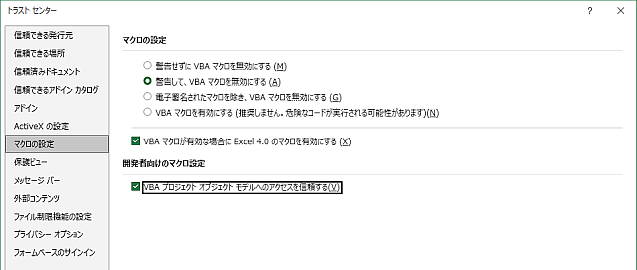 トラスト センター
? ×
信頼できる発行元
信頼できる場所
信頼済みドキュメント
信頼できるアドイン カタログ
アドイン
ActiveX の設定
マクロの設定
保護ビュー
メッセージ バー
外部コンテンツ
ファイル制限機能の設定
プライバシー オプション
フォームベースのサインイン
マクロの設定
警告せずに VBA マクロを無効にする (M)
警告して、VBA マクロを無効にする (A)
電子署名されたマクロを除き、VBA マクロを無効にする (G)
VBA マクロを有効にする (推奨しません。危険なコードが実行される可能性があります)(N)
VBA マクロが有効な場合に Excel 4.0 のマクロを有効にする (X)
開発者向けのマクロ設定
VBA プロジェクト オブジェクト モデルへのアクセスを信頼する(V)